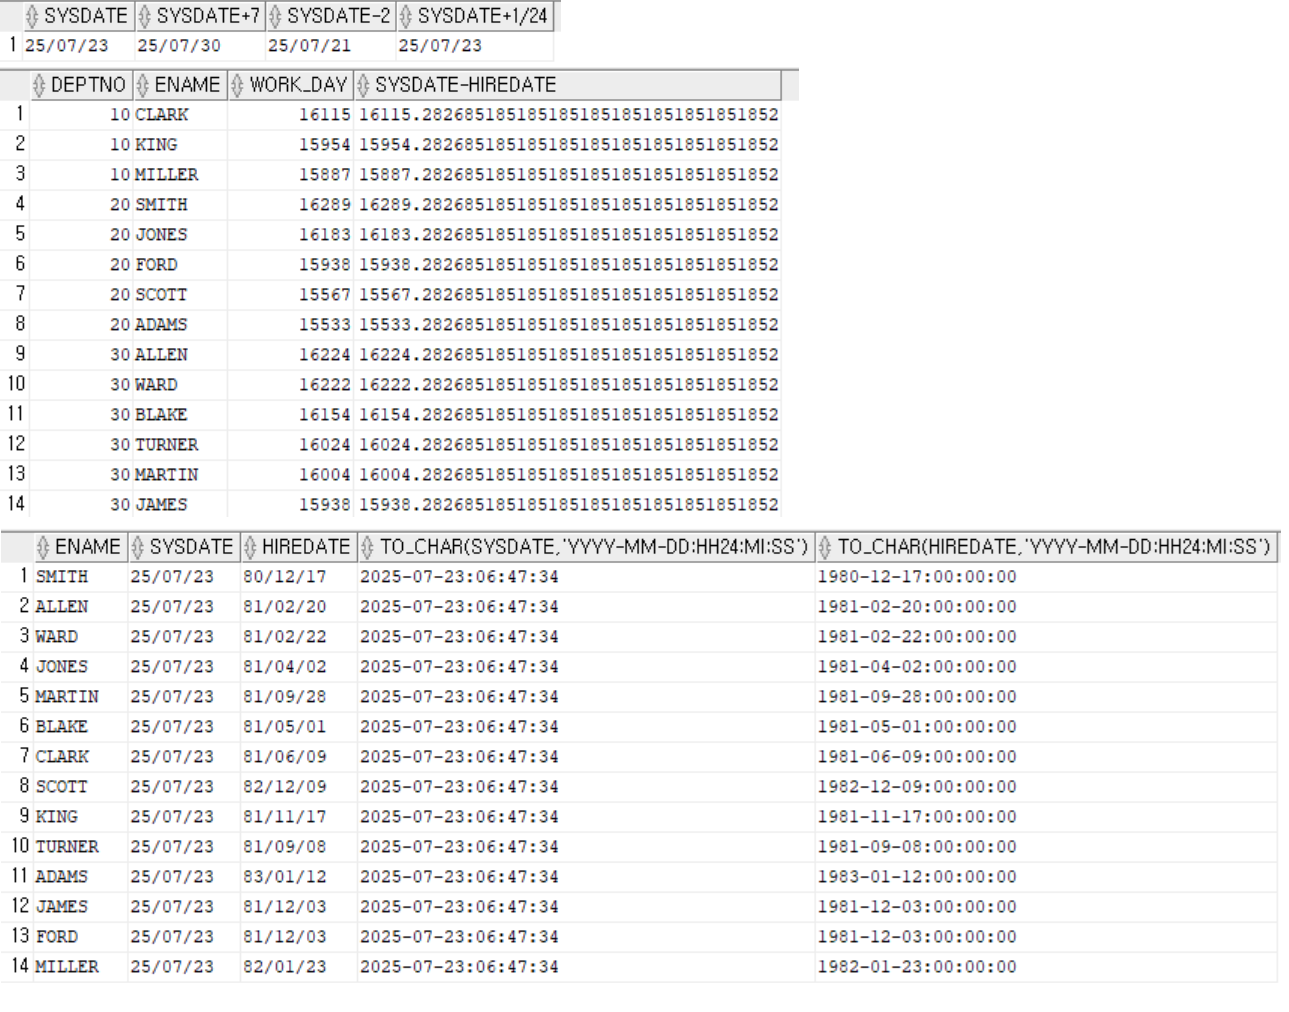 SYSDATE SYSDATE+7 SYSDATE-2 SYSDATE+1/24
1 25/07/23 25/07/30 25/07/21 25/07/23
DEPTNO ENAME WORK_DAY SYSDATE-HIREDATE
1 10 CLARK 16115 16115.2826851851851851851851851851851852
2 10 KING 15954 15954.2826851851851851851851851851851852
3 10 MILLER 15887 15887.2826851851851851851851851851851852
4 20 SMITH 16289 16289.2826851851851851851851851851851852
5 20 JONES 16183 16183.2826851851851851851851851851851852
6 20 FORD 15938 15938.2826851851851851851851851851851852
7 20 SCOTT 15567 15567.2826851851851851851851851851851852
8 20 ADAMS 15533 15533.2826851851851851851851851851851852
9 30 ALLEN 16224 16224.2826851851851851851851851851851852
10 30 WARD 16222 16222.2826851851851851851851851851851852
11 30 BLAKE 16154 16154.2826851851851851851851851851851852
12 30 TURNER 16024 16024.2826851851851851851851851851851852
13 30 MARTIN 16004 16004.2826851851851851851851851851851852
14 30 JAMES 15938 15938.2826851851851851851851851851851852
ENAME SYSDATE HIREDATE TO_CHAR(SYSDATE,'YYYY-MM-DD:HH24:MI:SS') TO_CHAR(HIREDATE,'YYYY-MM-DD:HH24:MI:SS')
1 SMITH 25/07/23 80/12/17 2025-07-23:06:47:34 1980-12-17:00:00:00
2 ALLEN 25/07/23 81/02/20 2025-07-23:06:47:34 1981-02-20:00:00:00
3 WARD 25/07/23 81/02/22 2025-07-23:06:47:34 1981-02-22:00:00:00
4 JONES 25/07/23 81/04/02 2025-07-23:06:47:34 1981-04-02:00:00:00
5 MARTIN 25/07/23 81/09/28 2025-07-23:06:47:34 1981-09-28:00:00:00
6 BLAKE 25/07/23 81/05/01 2025-07-23:06:47:34 1981-05-01:00:00:00
7 CLARK 25/07/23 81/06/09 2025-07-23:06:47:34 1981-06-09:00:00:00
8 SCOTT 25/07/23 82/12/09 2025-07-23:06:47:34 1982-12-09:00:00:00
9 KING 25/07/23 81/11/17 2025-07-23:06:47:34 1981-11-17:00:00:00
10 TURNER 25/07/23 81/09/08 2025-07-23:06:47:34 1981-09-08:00:00:00
11 ADAMS 25/07/23 83/01/12 2025-07-23:06:47:34 1983-01-12:00:00:00
12 JAMES 25/07/23 81/12/03 2025-07-23:06:47:34 1981-12-03:00:00:00
13 FORD 25/07/23 81/12/03 2025-07-23:06:47:34 1981-12-03:00:00:00
14 MILLER 25/07/23 82/01/23 2025-07-23:06:47:34 1982-01-23:00:00:00